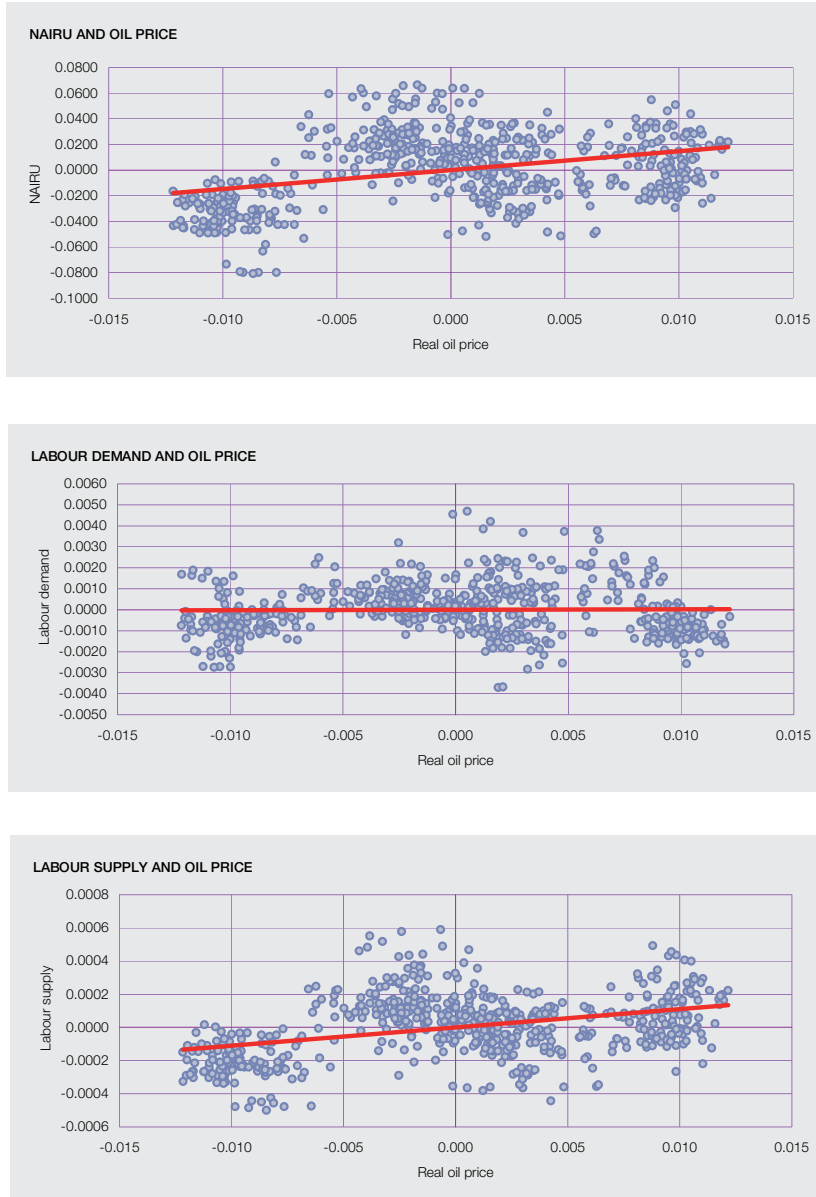 NAIRU AND OIL PRICE
0.0800
0.0600
0.0400
0.0200
0.0000
-0.0200
-0.0400
-0.0600
-0.0800
-0.1000
NAIRU
-0.015 -0.010 -0.005 0.000 0.005 0.010 0.015
Real oil price
LABOUR DEMAND AND OIL PRICE
0.0060
0.0050
0.0040
0.0030
0.0020
0.0010
0.0000
-0.0010
-0.0020
-0.0030
-0.0040
-0.0050
Labour demand
-0.015 -0.010 -0.005 0.000 0.005 0.010 0.015
Real oil price
LABOUR SUPPLY AND OIL PRICE
0.0008
0.0006
0.0004
0.0002
0.0000
-0.0002
-0.0004
-0.0006
Labour supply
-0.015 -0.010 -0.005 0.000 0.005 0.010 0.015
Real oil price